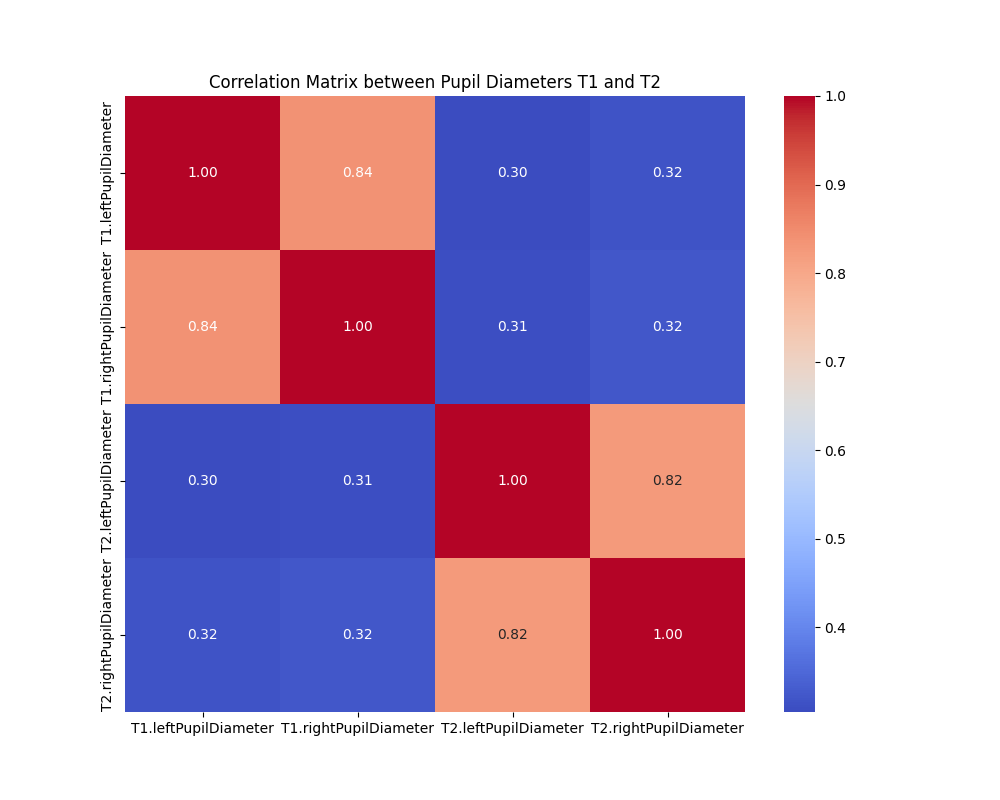 Correlation Matrix between Pupil Diameters T1 and T2
T1.leftPupilDiameter
1.00
0.84
0.30
0.32
T1.rightPupilDiameter
0.84
1.00
0.31
0.32
T2.leftPupilDiameter
0.30
0.31
1.00
0.82
T2.rightPupilDiameter
0.32
0.32
0.82
1.00
T1.leftPupilDiameter
T1.rightPupilDiameter
T2.leftPupilDiameter
T2.rightPupilDiameter
1.0
0.9
0.8
0.7
0.6
0.5
0.4